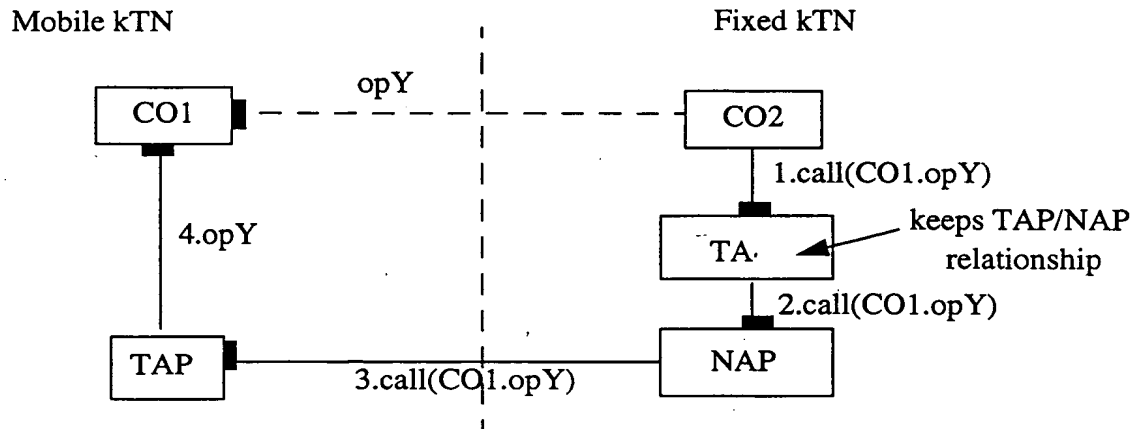 Mobile kTN
Fixed kTN
opY
CO1
CO2
1.call(CO1.opY)
4.opY
TA
keeps TAP/NAP
relationship
2.call(CO1.opY)
TAP
NAP
3.call(CO1.opY)